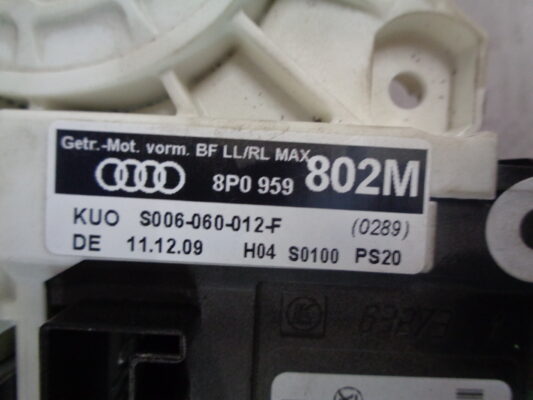 Getr.-Mot. vorm. BF LL/RL MAX
8P0 959 802M
KUO S006-060-012-F (0289)
DE 11.12.09 H04 S0100 PS20